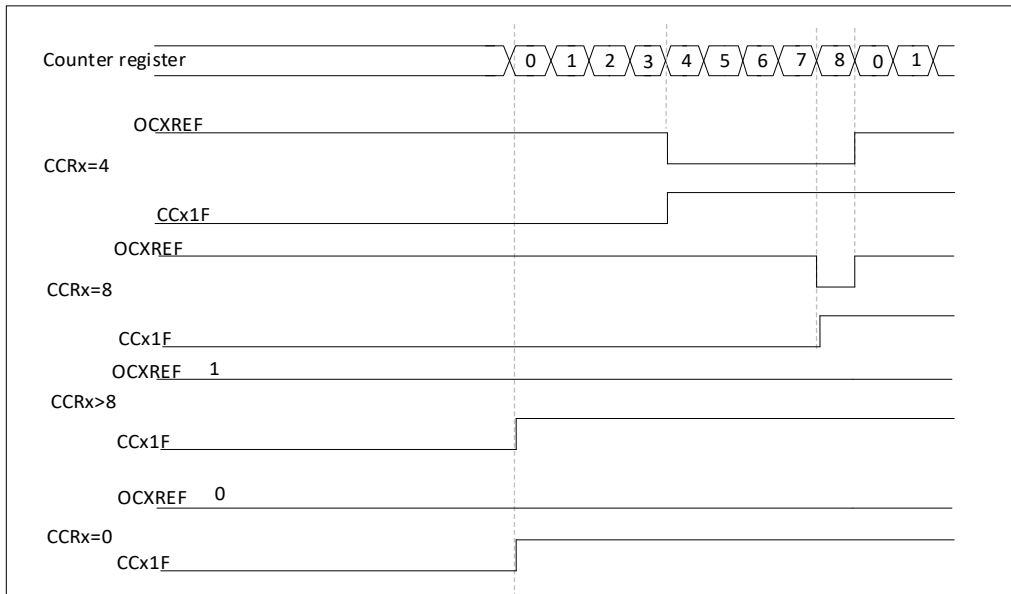 Counter register 0 1 2 3 4 5 6 7 8 0 1
OCXREF
CCRx=4
CCx1F
OCXREF
CCRx=8
CCx1F
OCXREF 1
CCRx>8
CCx1F
OCXREF 0
CCRx=0
CCx1F